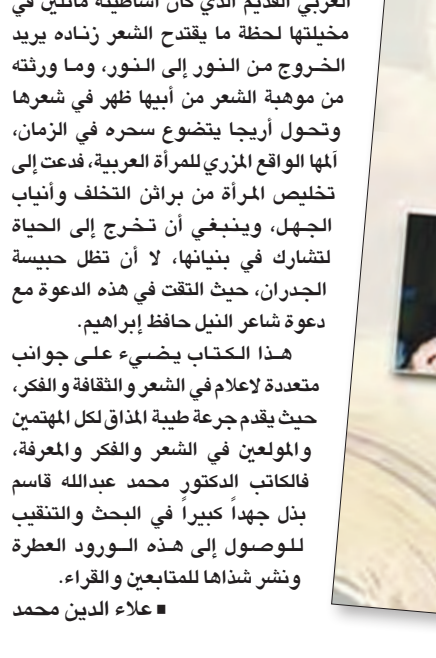 العربي القديم الذي كان أساطينه ماثلين في
مخيلتها لحظة ما يقتدح الشعر زناده يريد
الخروج من النور إلى النور، وما ورثته
من موهبة الشعر من أبيها ظهر في شعرها
وتحول أريجا يتضوع سحره في الزمان،
آلمها الواقع المزري للمرأة العربية، فدعت إلى
تخليص المرأة من براثن التخلف وأنياب
الجهل، وينبغي أن تخرج إلى الحياة
لتشارك في بنيانها، لا أن تظل حبيسة
الجدران، حيث التقت في هذه الدعوة مع
دعوة شاعر النيل حافظ إبراهيم.
هذا الكتاب يضيء على جوانب
متعددة لاعلام في الشعر والثقافة والفكر،
حيث يقدم جرعة طيبة المذاق لكل المهتمين
والمولعين في الشعر والفكر والمعرفة،
فالكاتب الدكتور محمد عبدالله قاسم
بذل جهداً كبيراً في البحث والتنقيب
للوصول إلى هذه الورود العطرة
ونشر شذاها للمتابعين والقراء.
■ علاء الدين محمد